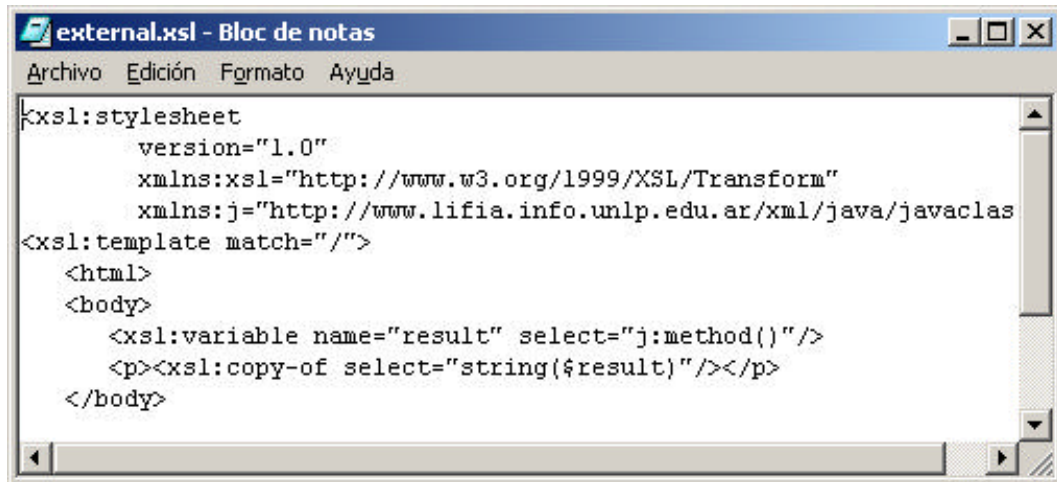 external.xsl - Bloc de notas
Archivo Edición Formato Ayuda
<xsl:stylesheet
version="1.0"
xmlns:xsl="http://www.w3.org/1999/XSL/Transform"
xmlns:j="http://www.lifia.info.unlp.edu.ar/xml/java/javaclas
<xsl:template match="/">
<html>
<body>
<xsl:variable name="result" select="j:method()"/>
<p><xsl:copy-of select="string($result)"/></p>
</body>